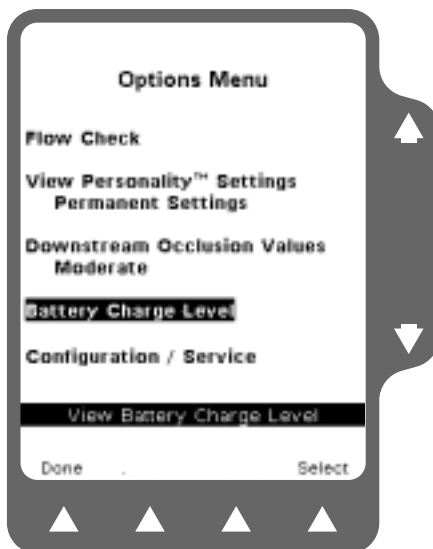 Options Menu
Flow Check
View Personality™ Settings
Permanent Settings
Downstream Occlusion Values
Moderate
Battery Charge Level
Configuration / Service
View Battery Charge Level
Done . Select